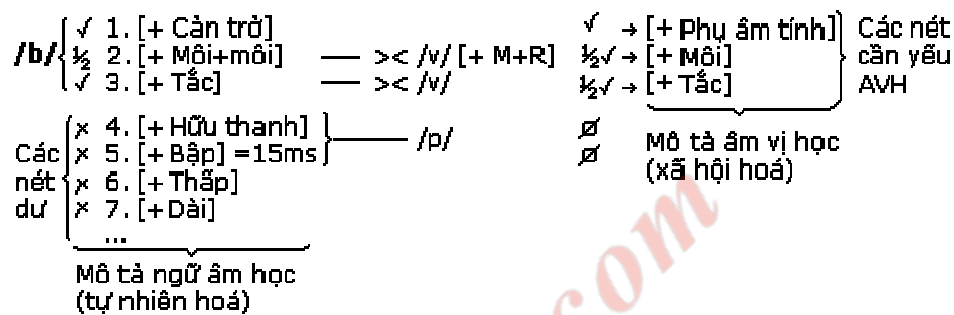 ✓ 1. [+ Cản trở] ✓ → [+ Phụ âm tính] Các nét
/b/ ½ 2. [+ Môi+môi] —— >< /v/ [+ M+R] ½✓ → [+ Môi] cần yếu
✓ 3. [+ Tắc] —— >< /v/ ½✓ → [+ Tắc] AVH
x 4. [+ Hữu thanh] —— /p/ ø
Các x 5. [+ Bập] =15ms ø
nét x 6. [+ Thấp]
dư x 7. [+ Dài]
...
Mô tả âm vị học
(xã hội hoá)
Mô tả ngữ âm học
(tự nhiên hoá)
com